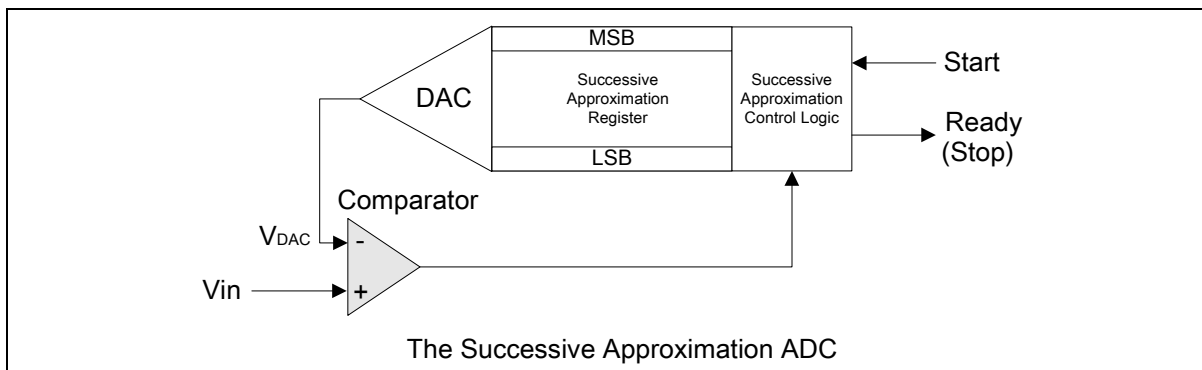 MSB
DAC
Successive
Approximation
Register
Successive
Approximation
Control Logic
Start
Ready
(Stop)
LSB
Comparator
VDAC
-
Vin
+
The Successive Approximation ADC